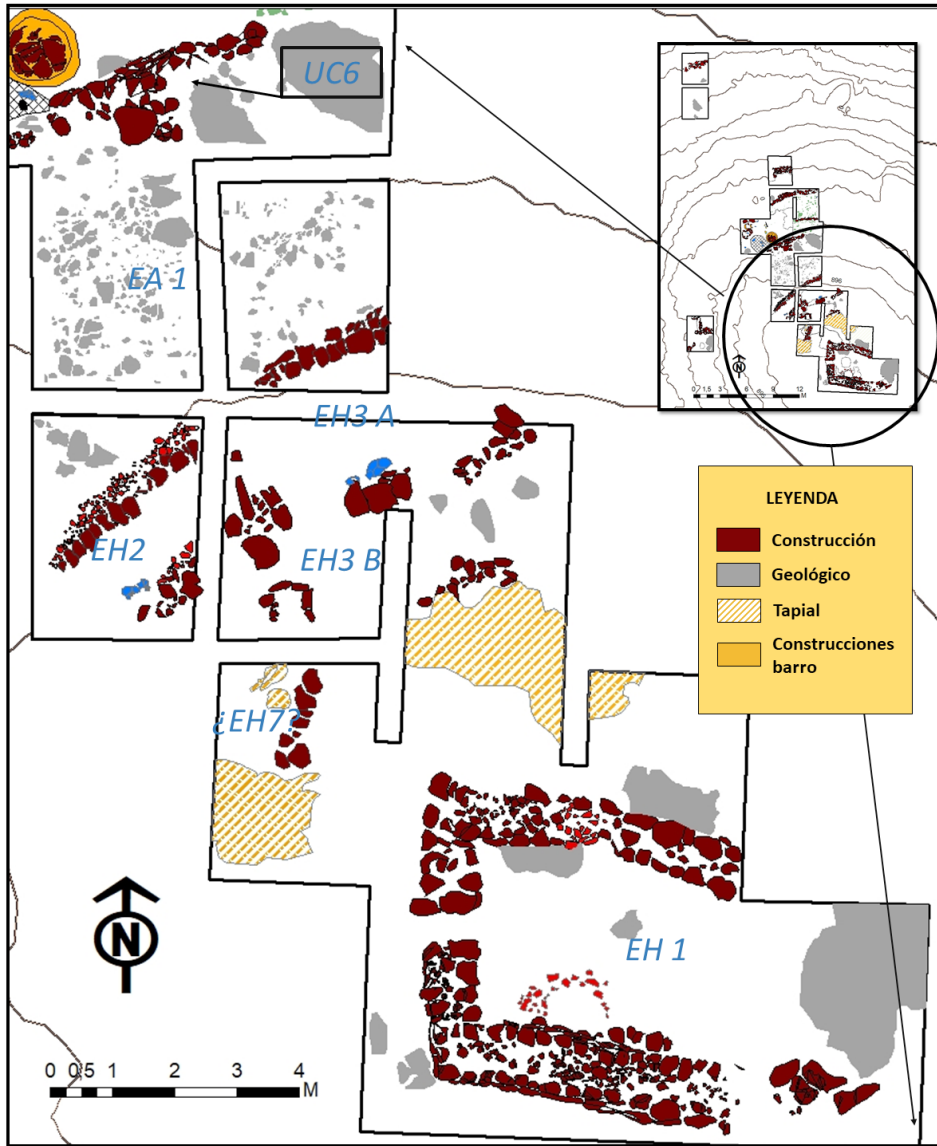 UC6
EA 1
EH3 A
EH2
EH3 B
¿EH7?
EH 1
N
0 0,5 1 2 3 4
M
896
N
0 1,5 3 6 9 12
M
LEYENDA
Construcción
Geológico
Tapial
Construcciones
barro